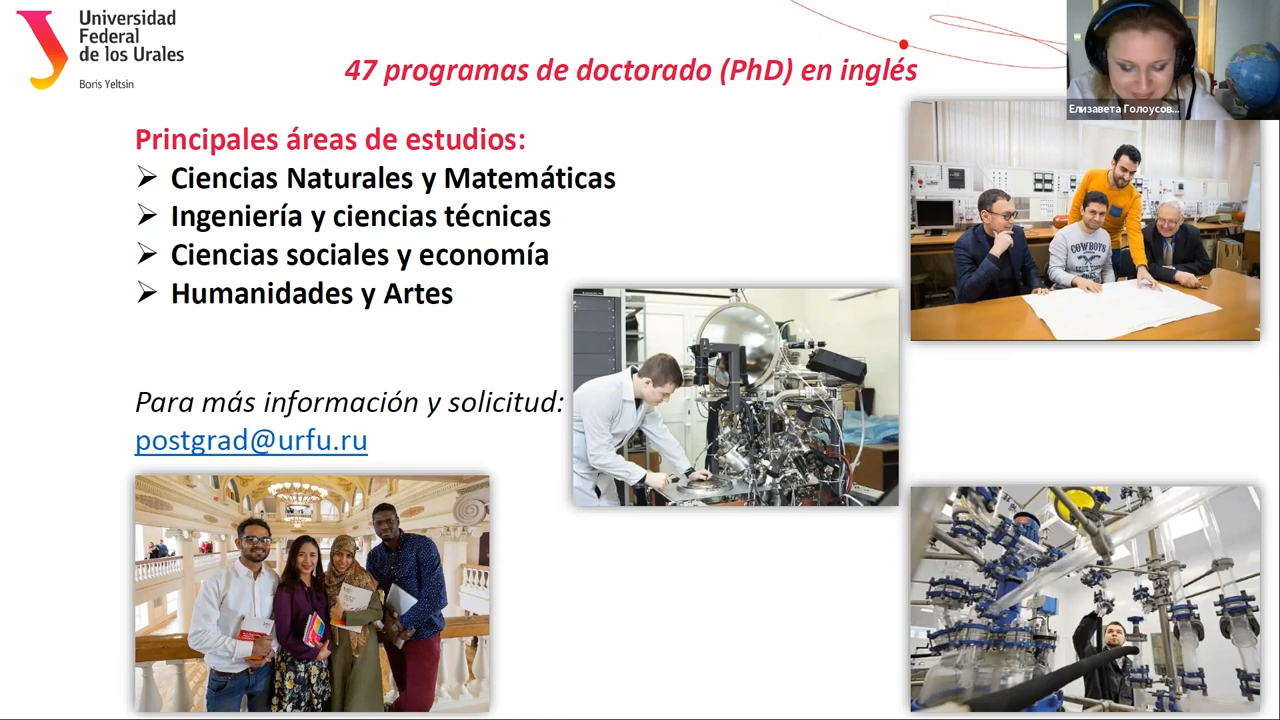 Universidad
Federal
de los Urales
Boris Yeltsin
47 programas de doctorado (PhD) en inglés
Елизавета Голоусов...
Principales áreas de estudios:
Ciencias Naturales y Matemáticas
Ingeniería y ciencias técnicas
Ciencias sociales y economía
Humanidades y Artes
Para más información y solicitud:
postgrad@urfu.ru
COWBOYS